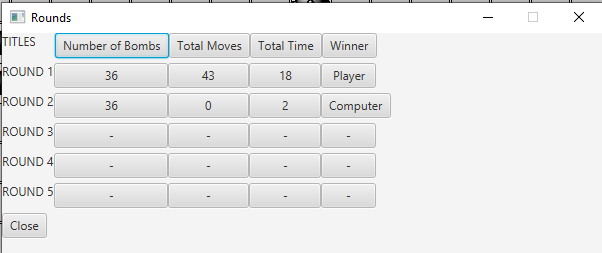 Rounds
TITLES Number of Bombs Total Moves Total Time Winner
ROUND 1 36 43 18 Player
ROUND 2 36 0 2 Computer
ROUND 3 - - - -
ROUND 4 - - - -
ROUND 5 - - - -
Close